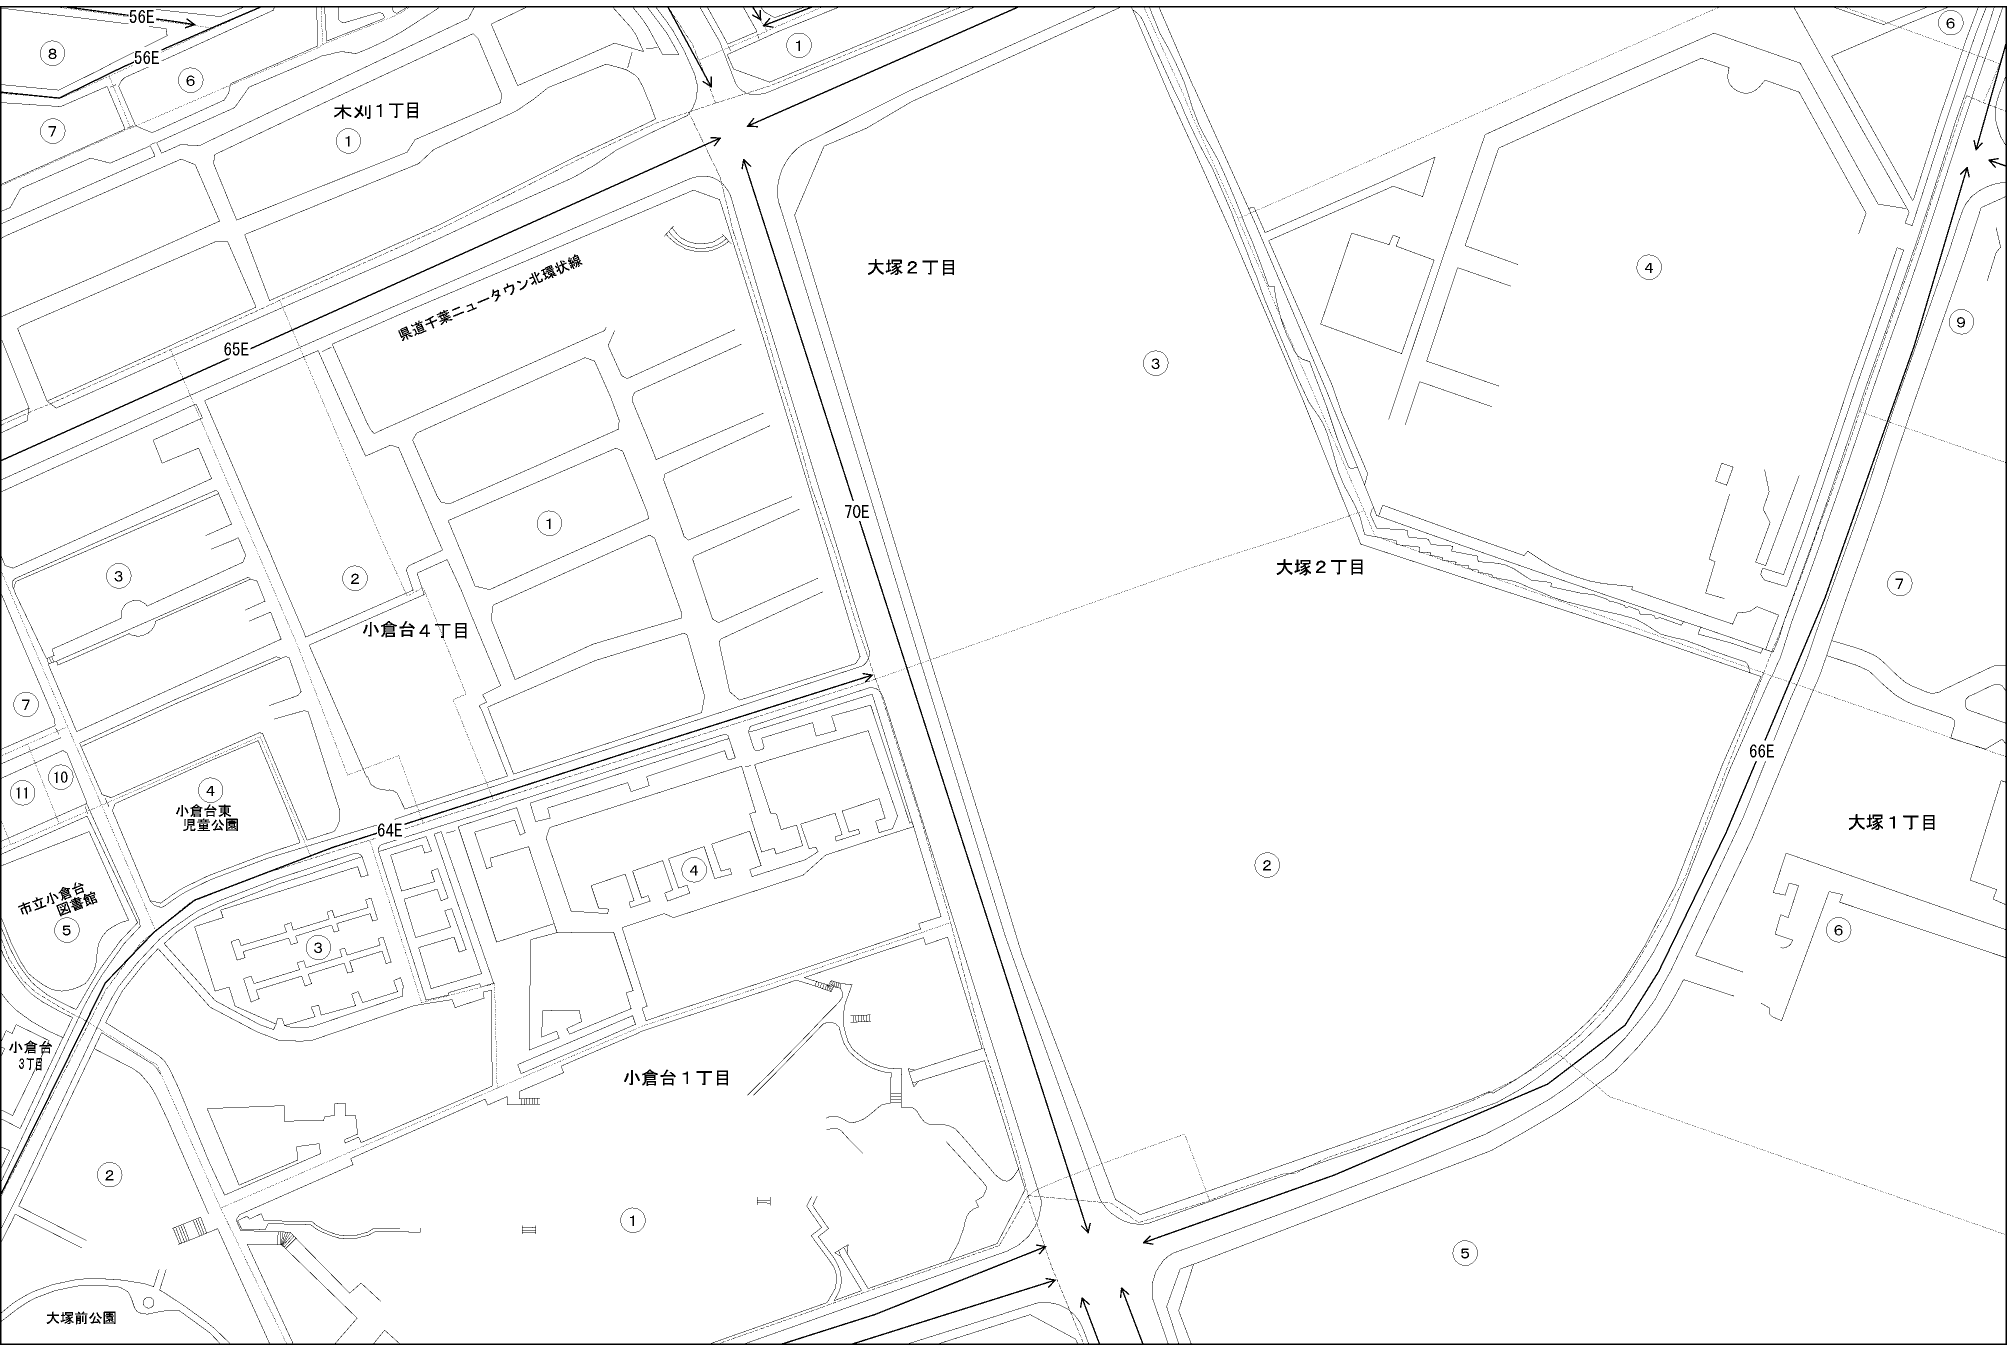 56E
56E
⑧
⑥
①
⑥
⑦
木刈１丁目
①
大塚２丁目
④
県道千葉ニュータウン北環状線
⑨
65E
③
70E
①
大塚２丁目
③
②
⑦
小倉台４丁目
⑦
66E
⑩
⑪
④
小倉台東
児童公園
64E
大塚１丁目
④
②
市立小倉台
図書館
⑤
③
⑥
小倉台
3丁目
小倉台１丁目
②
①
⑤
大塚前公園